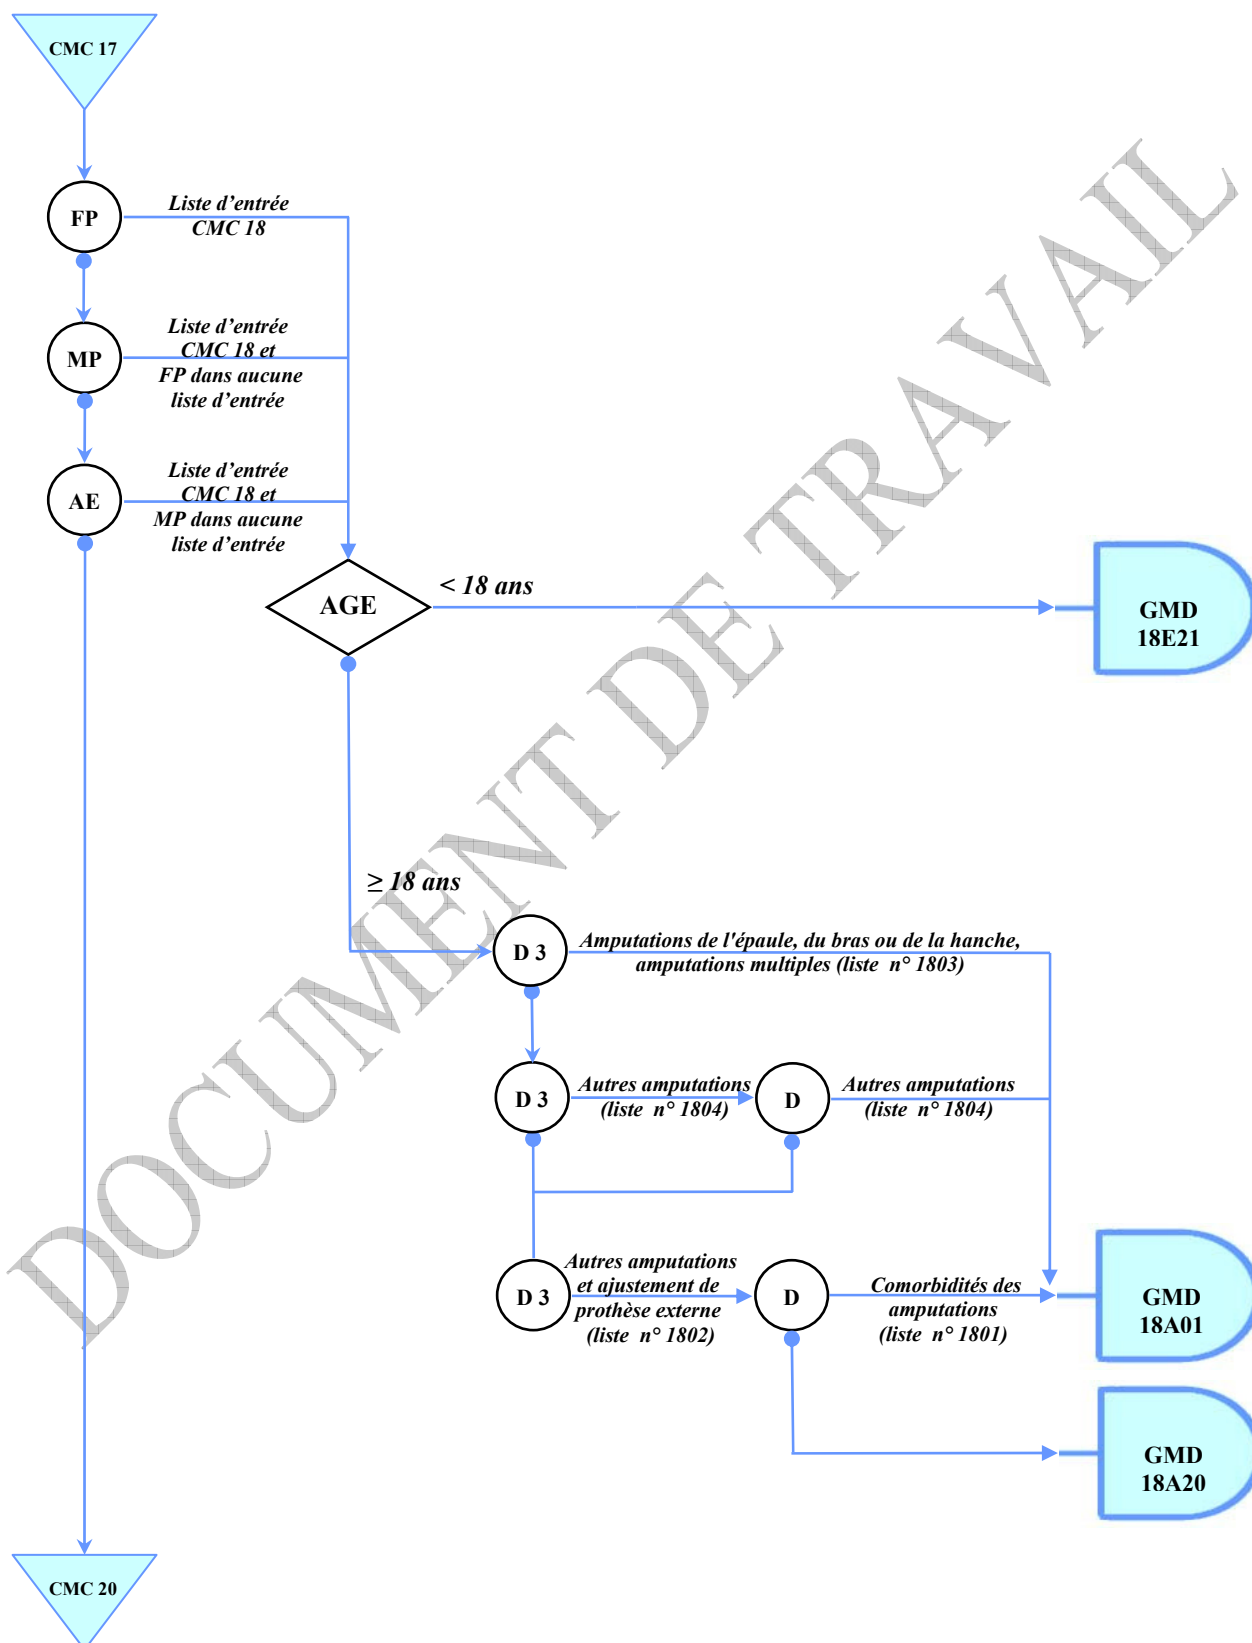 CMC 17
FP
Liste d'entrée
CMC 18
MP
Liste d'entrée
CMC 18 et
FP dans aucune
liste d'entrée
AE
Liste d'entrée
CMC 18 et
MP dans aucune
liste d'entrée
AGE
< 18 ans
GMD
18E21
≥ 18 ans
D 3
Amputations de l'épaule, du bras ou de la hanche,
amputations multiples (liste n° 1803)
D 3
Autres amputations
(liste n° 1804)
D
Autres amputations
(liste n° 1804)
D 3
Autres amputations
et ajustement de
prothèse externe
(liste n° 1802)
D
Comorbidités des
amputations
(liste n° 1801)
GMD
18A01
GMD
18A20
CMC 20
DOCUMENT DE TRAVAIL